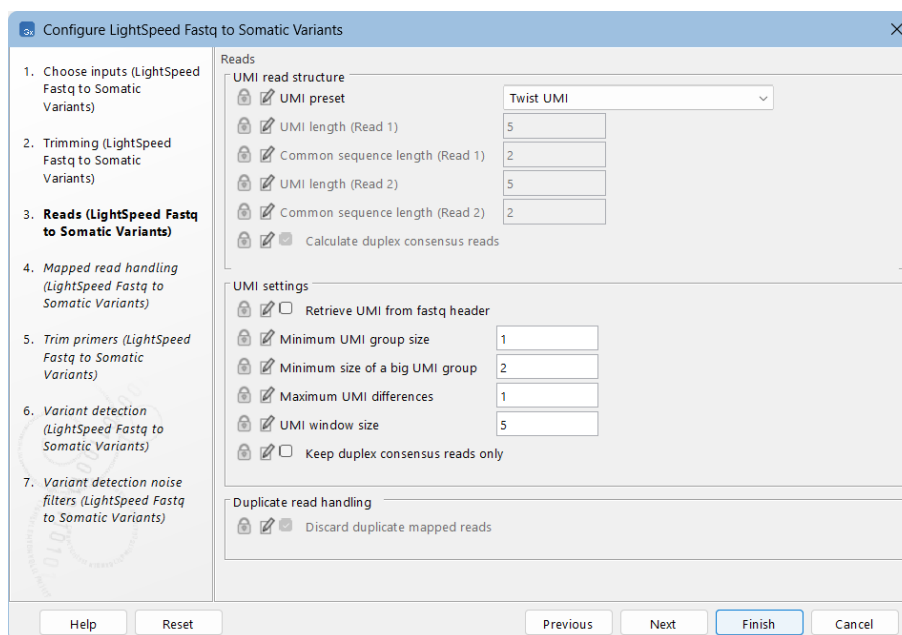 Configure LightSpeed Fastq to Somatic Variants
1. Choose inputs (LightSpeed
Fastq to Somatic
Variants)
2. Trimming (LightSpeed
Fastq to Somatic
Variants)
3. Reads (LightSpeed Fastq
to Somatic Variants)
4. Mapped read handling
(LightSpeed Fastq to
Somatic Variants)
5. Trim primers (LightSpeed
Fastq to Somatic
Variants)
6. Variant detection
(LightSpeed Fastq to
Somatic Variants)
7. Variant detection noise
filters (LightSpeed Fastq
to Somatic Variants)
Reads
UMI read structure
UMI preset Twist UMI
UMI length (Read 1) 5
Common sequence length (Read 1) 2
UMI length (Read 2) 5
Common sequence length (Read 2) 2
Calculate duplex consensus reads
UMI settings
Retrieve UMI from fastq header
Minimum UMI group size 1
Minimum size of a big UMI group 2
Maximum UMI differences 1
UMI window size 5
Keep duplex consensus reads only
Duplicate read handling
Discard duplicate mapped reads
Help Reset Previous Next Finish Cancel